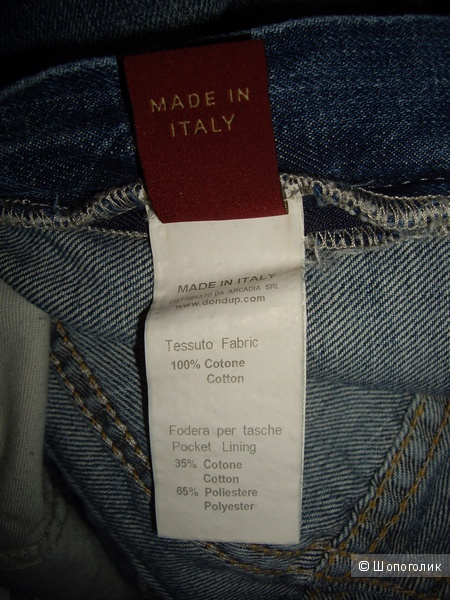 MADE IN
ITALY
MADE IN ITALY
DISTRIBUITO DA ARCADIA SRL
www.dondup.com
Tessuto Fabric
100% Cotone
Cotton
Fodera per tasche
Pocket Lining
35% Cotone
Cotton
65% Poliestere
Polyester
© Шопоголик